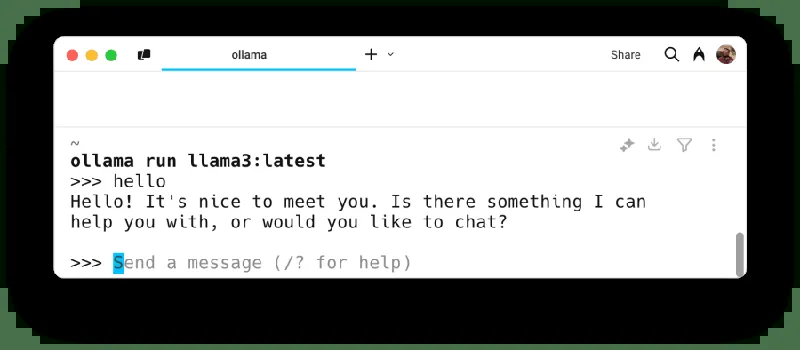 ollama
Share
~
ollama run llama3:latest
>>> hello
Hello! It's nice to meet you. Is there something I can
help you with, or would you like to chat?
>>> Send a message (/? for help)